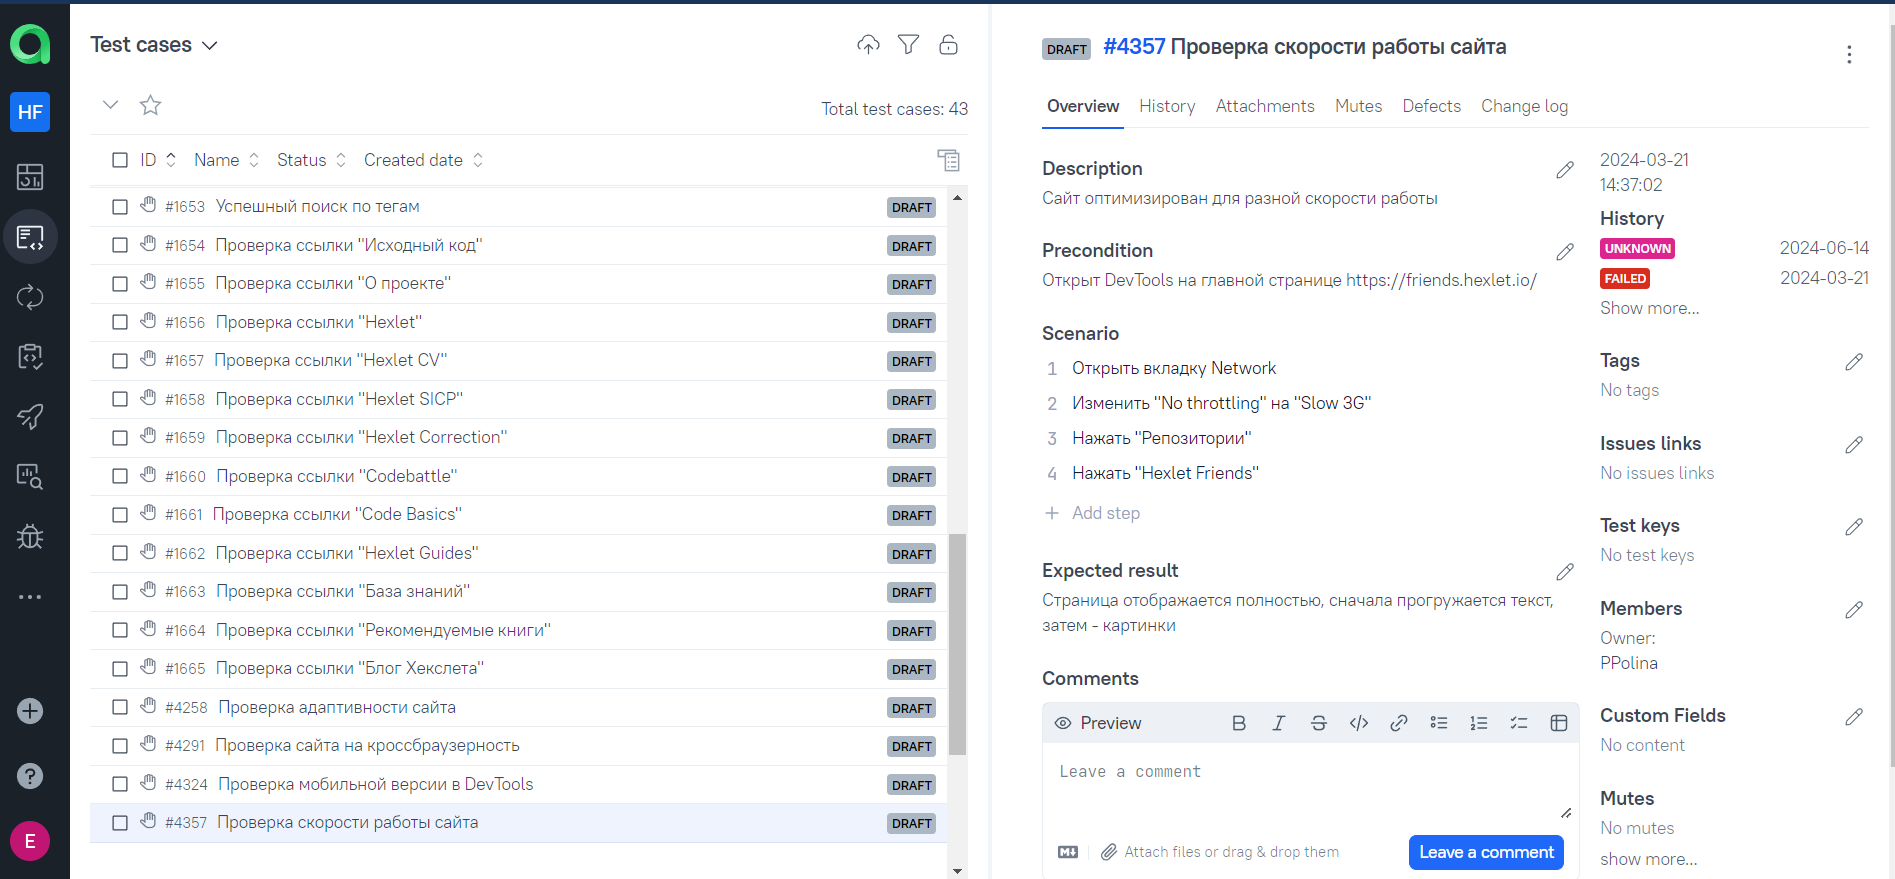 HF
E
Test cases
Total test cases: 43
ID Name Status Created date
#1653 Успешный поиск по тегам DRAFT
#1654 Проверка ссылки "Исходный код" DRAFT
#1655 Проверка ссылки "О проекте" DRAFT
#1656 Проверка ссылки "Hexlet" DRAFT
#1657 Проверка ссылки "Hexlet CV" DRAFT
#1658 Проверка ссылки "Hexlet SICP" DRAFT
#1659 Проверка ссылки "Hexlet Correction" DRAFT
#1660 Проверка ссылки "Codebattle" DRAFT
#1661 Проверка ссылки "Code Basics" DRAFT
#1662 Проверка ссылки "Hexlet Guides" DRAFT
#1663 Проверка ссылки "База знаний" DRAFT
#1664 Проверка ссылки "Рекомендуемые книги" DRAFT
#1665 Проверка ссылки "Блог Хекслета" DRAFT
#4258 Проверка адаптивности сайта DRAFT
#4291 Проверка сайта на кроссбраузерность DRAFT
#4324 Проверка мобильной версии в DevTools DRAFT
#4357 Проверка скорости работы сайта DRAFT
DRAFT #4357 Проверка скорости работы сайта
Overview History Attachments Mutes Defects Change log
Description
Сайт оптимизирован для разной скорости работы
Precondition
Открыт DevTools на главной странице https://friends.hexlet.io/
Scenario
1 Открыть вкладку Network
2 Изменить "No throttling" на "Slow 3G"
3 Нажать "Репозитории"
4 Нажать "Hexlet Friends"
+ Add step
Expected result
Страница отображается полностью, сначала прогружается текст,
затем - картинки
Comments
Preview
Leave a comment
Attach files or drag & drop them
Leave a comment
2024-03-21
14:37:02
History
UNKNOWN 2024-06-14
FAILED 2024-03-21
Show more...
Tags
No tags
Issues links
No issues links
Test keys
No test keys
Members
Owner:
PPolina
Custom Fields
No content
Mutes
No mutes
show more...